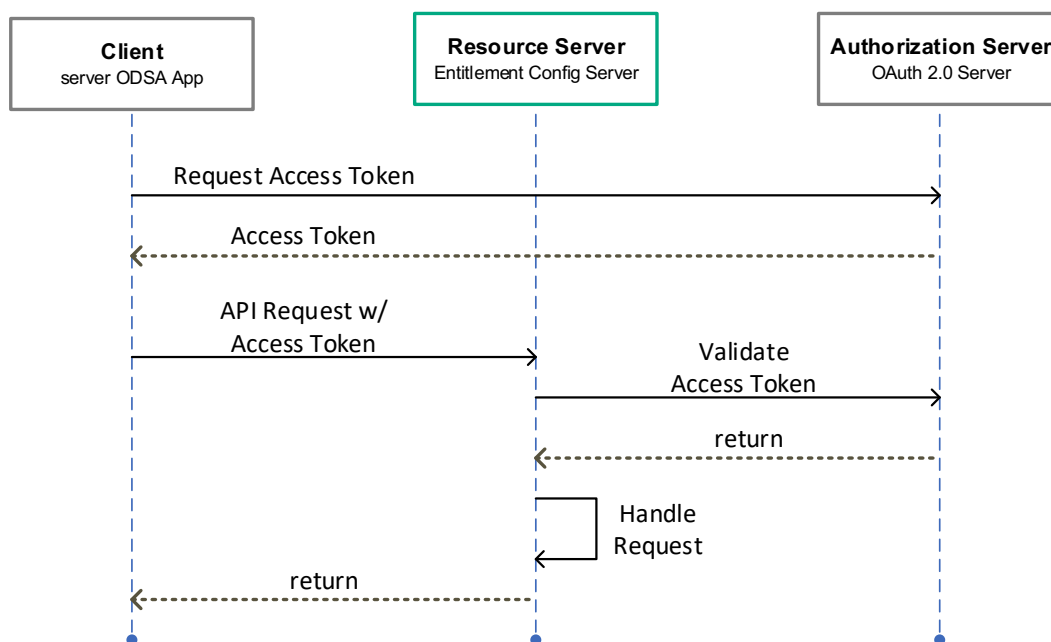 Client
server ODSA App
Resource Server
Entitlement Config Server
Authorization Server
OAuth 2.0 Server
Request Access Token
Access Token
API Request w/
Access Token
Validate
Access Token
return
Handle
Request
return